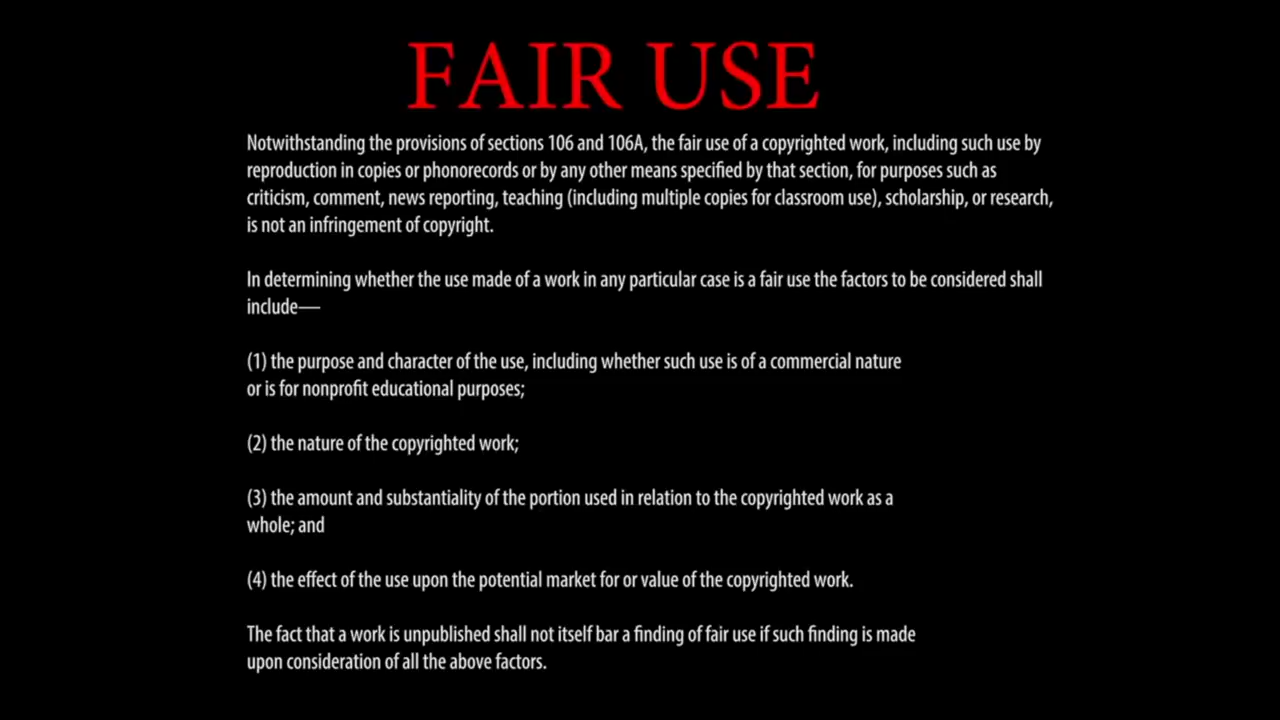 FAIR USE
Notwithstanding the provisions of sections 106 and 106A, the fair use of a copyrighted work, including such use by
reproduction in copies or phonorecords or by any other means specified by that section, for purposes such as
criticism, comment, news reporting, teaching (including multiple copies for classroom use), scholarship, or research,
is not an infringement of copyright.
In determining whether the use made of a work in any particular case is a fair use the factors to be considered shall
include—
(1) the purpose and character of the use, including whether such use is of a commercial nature
or is for nonprofit educational purposes;
(2) the nature of the copyrighted work;
(3) the amount and substantiality of the portion used in relation to the copyrighted work as a
whole; and
(4) the effect of the use upon the potential market for or value of the copyrighted work.
The fact that a work is unpublished shall not itself bar a finding of fair use if such finding is made
upon consideration of all the above factors.